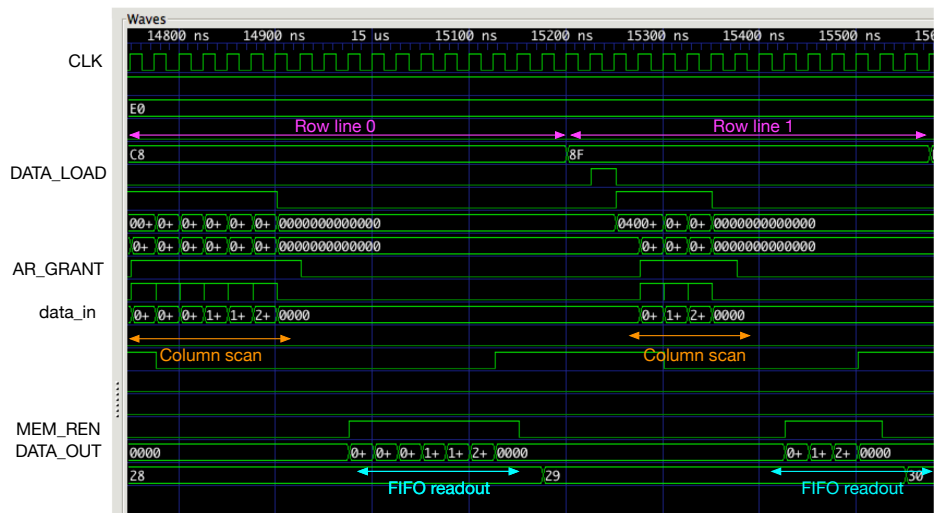 Waves
14800 ns 14900 ns 15 us 15100 ns 15200 ns 15300 ns 15400 ns 15500 ns
CLK
E0
Row line 0 Row line 1
C8 8F
DATA_LOAD
00+ 0+ 0+ 0+ 0+ 0+ 0000000000000 0400+ 0+ 0+ 0000000000000
0+ 0+ 0+ 0+ 0+ 0+ 0000000000000 0+ 0+ 0+ 0000000000000
AR_GRANT
data_in 0+ 0+ 0+ 1+ 1+ 2+ 0000 0+ 1+ 2+ 0000
Column scan Column scan
MEM_REN
DATA_OUT 0000 0+ 0+ 0+ 1+ 1+ 2+ 0000 0+ 1+ 2+ 0000
28 29 30
FIFO readout FIFO readout